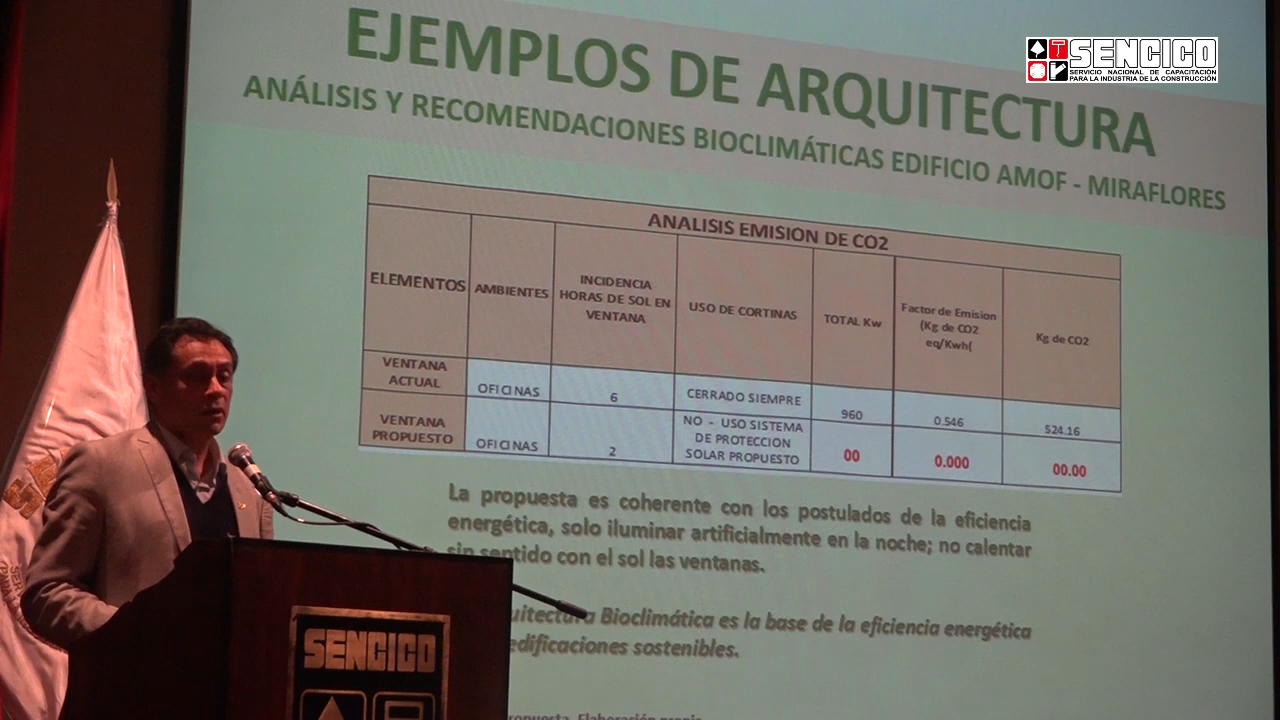 SENCICO
SERVICIO NACIONAL DE CAPACITACIÓN
PARA LA INDUSTRIA DE LA CONSTRUCCIÓN
EJEMPLOS DE ARQUITECTURA
ANÁLISIS Y RECOMENDACIONES BIOCLIMÁTICAS EDIFICIO AMOF - MIRAFLORES
ANALISIS EMISION DE CO2
ELEMENTOS AMBIENTES INCIDENCIA HORAS DE SOL EN VENTANA USO DE CORTINAS TOTAL Kw Factor de Emision (Kg de CO2 eq/Kwh( Kg de CO2
VENTANA ACTUAL OFICINAS 6 CERRADO SIEMPRE 960 0.546 524.16
VENTANA PROPUESTO OFICINAS 2 NO - USO SISTEMA DE PROTECCION SOLAR PROPUESTO 00 0.000 00.00
La propuesta es coherente con los postulados de la eficiencia
energética, solo iluminar artificialmente en la noche; no calentar
sin sentido con el sol las ventanas.
Bioclimática es la base de la eficiencia energética
edificaciones sostenibles.
Elaboración propia
SENCICO